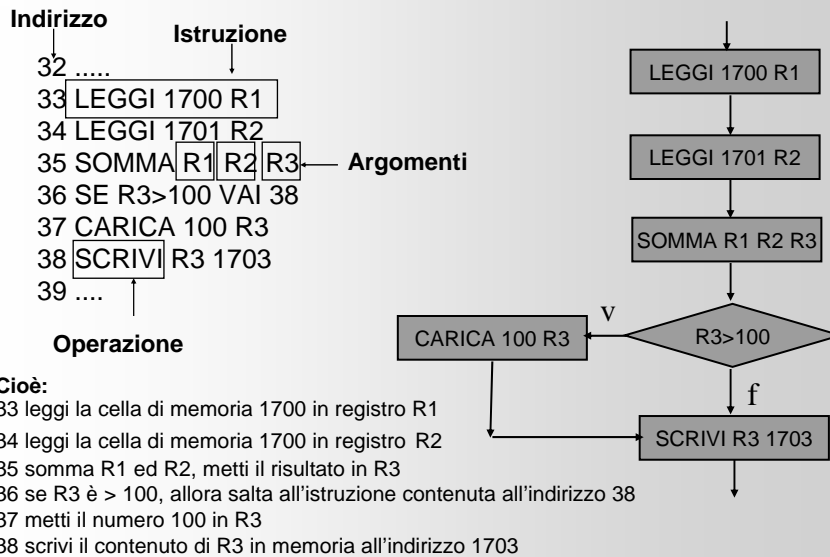 Indirizzo
Istruzione
32 .....
33 LEGGI 1700 R1
34 LEGGI 1701 R2
35 SOMMA R1 R2 R3
Argomenti
36 SE R3>100 VAI 38
37 CARICA 100 R3
38 SCRIVI R3 1703
39 ....
Operazione
Cioè:
33 leggi la cella di memoria 1700 in registro R1
34 leggi la cella di memoria 1700 in registro R2
35 somma R1 ed R2, metti il risultato in R3
36 se R3 è > 100, allora salta all'istruzione contenuta all'indirizzo 38
37 metti il numero 100 in R3
38 scrivi il contenuto di R3 in memoria all'indirizzo 1703
LEGGI 1700 R1
LEGGI 1701 R2
SOMMA R1 R2 R3
v
CARICA 100 R3
R3>100
f
SCRIVI R3 1703